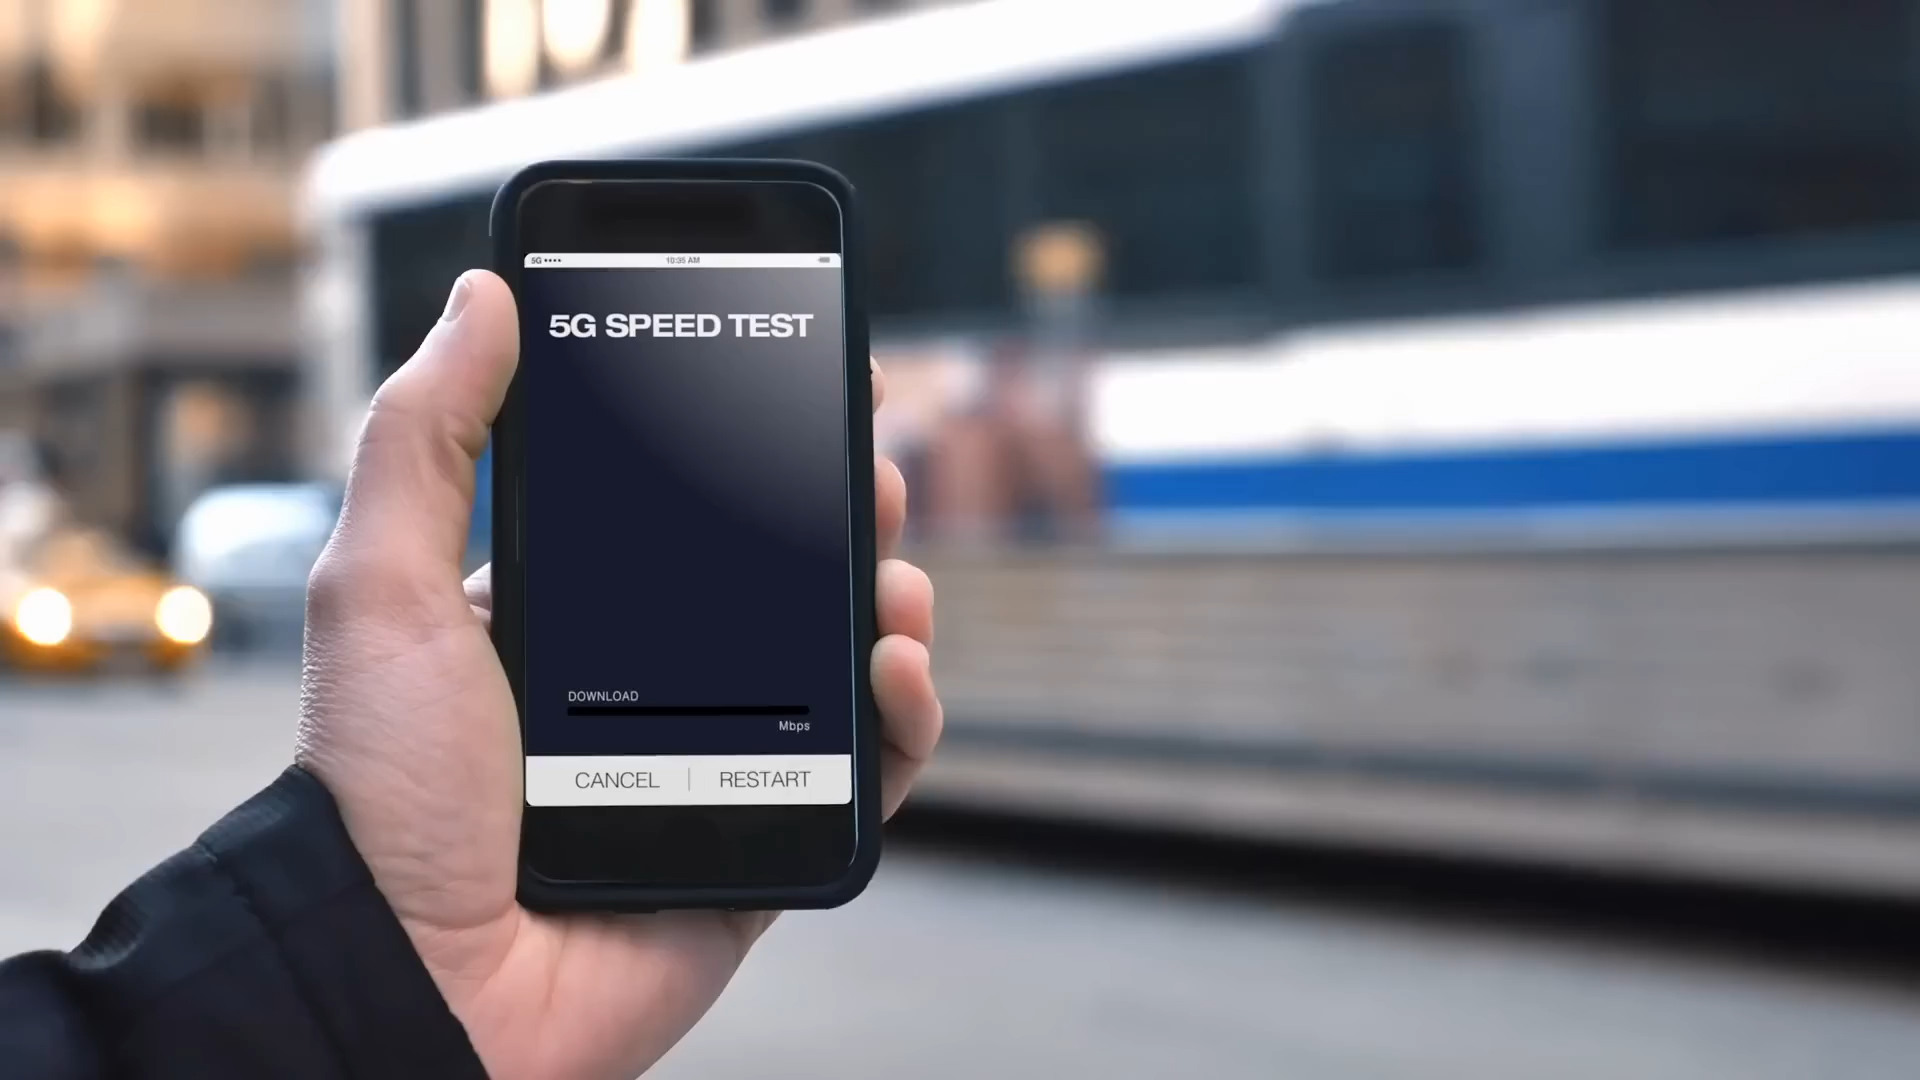 5G
10:35 AM
5G SPEED TEST
DOWNLOAD
Mbps
CANCEL | RESTART